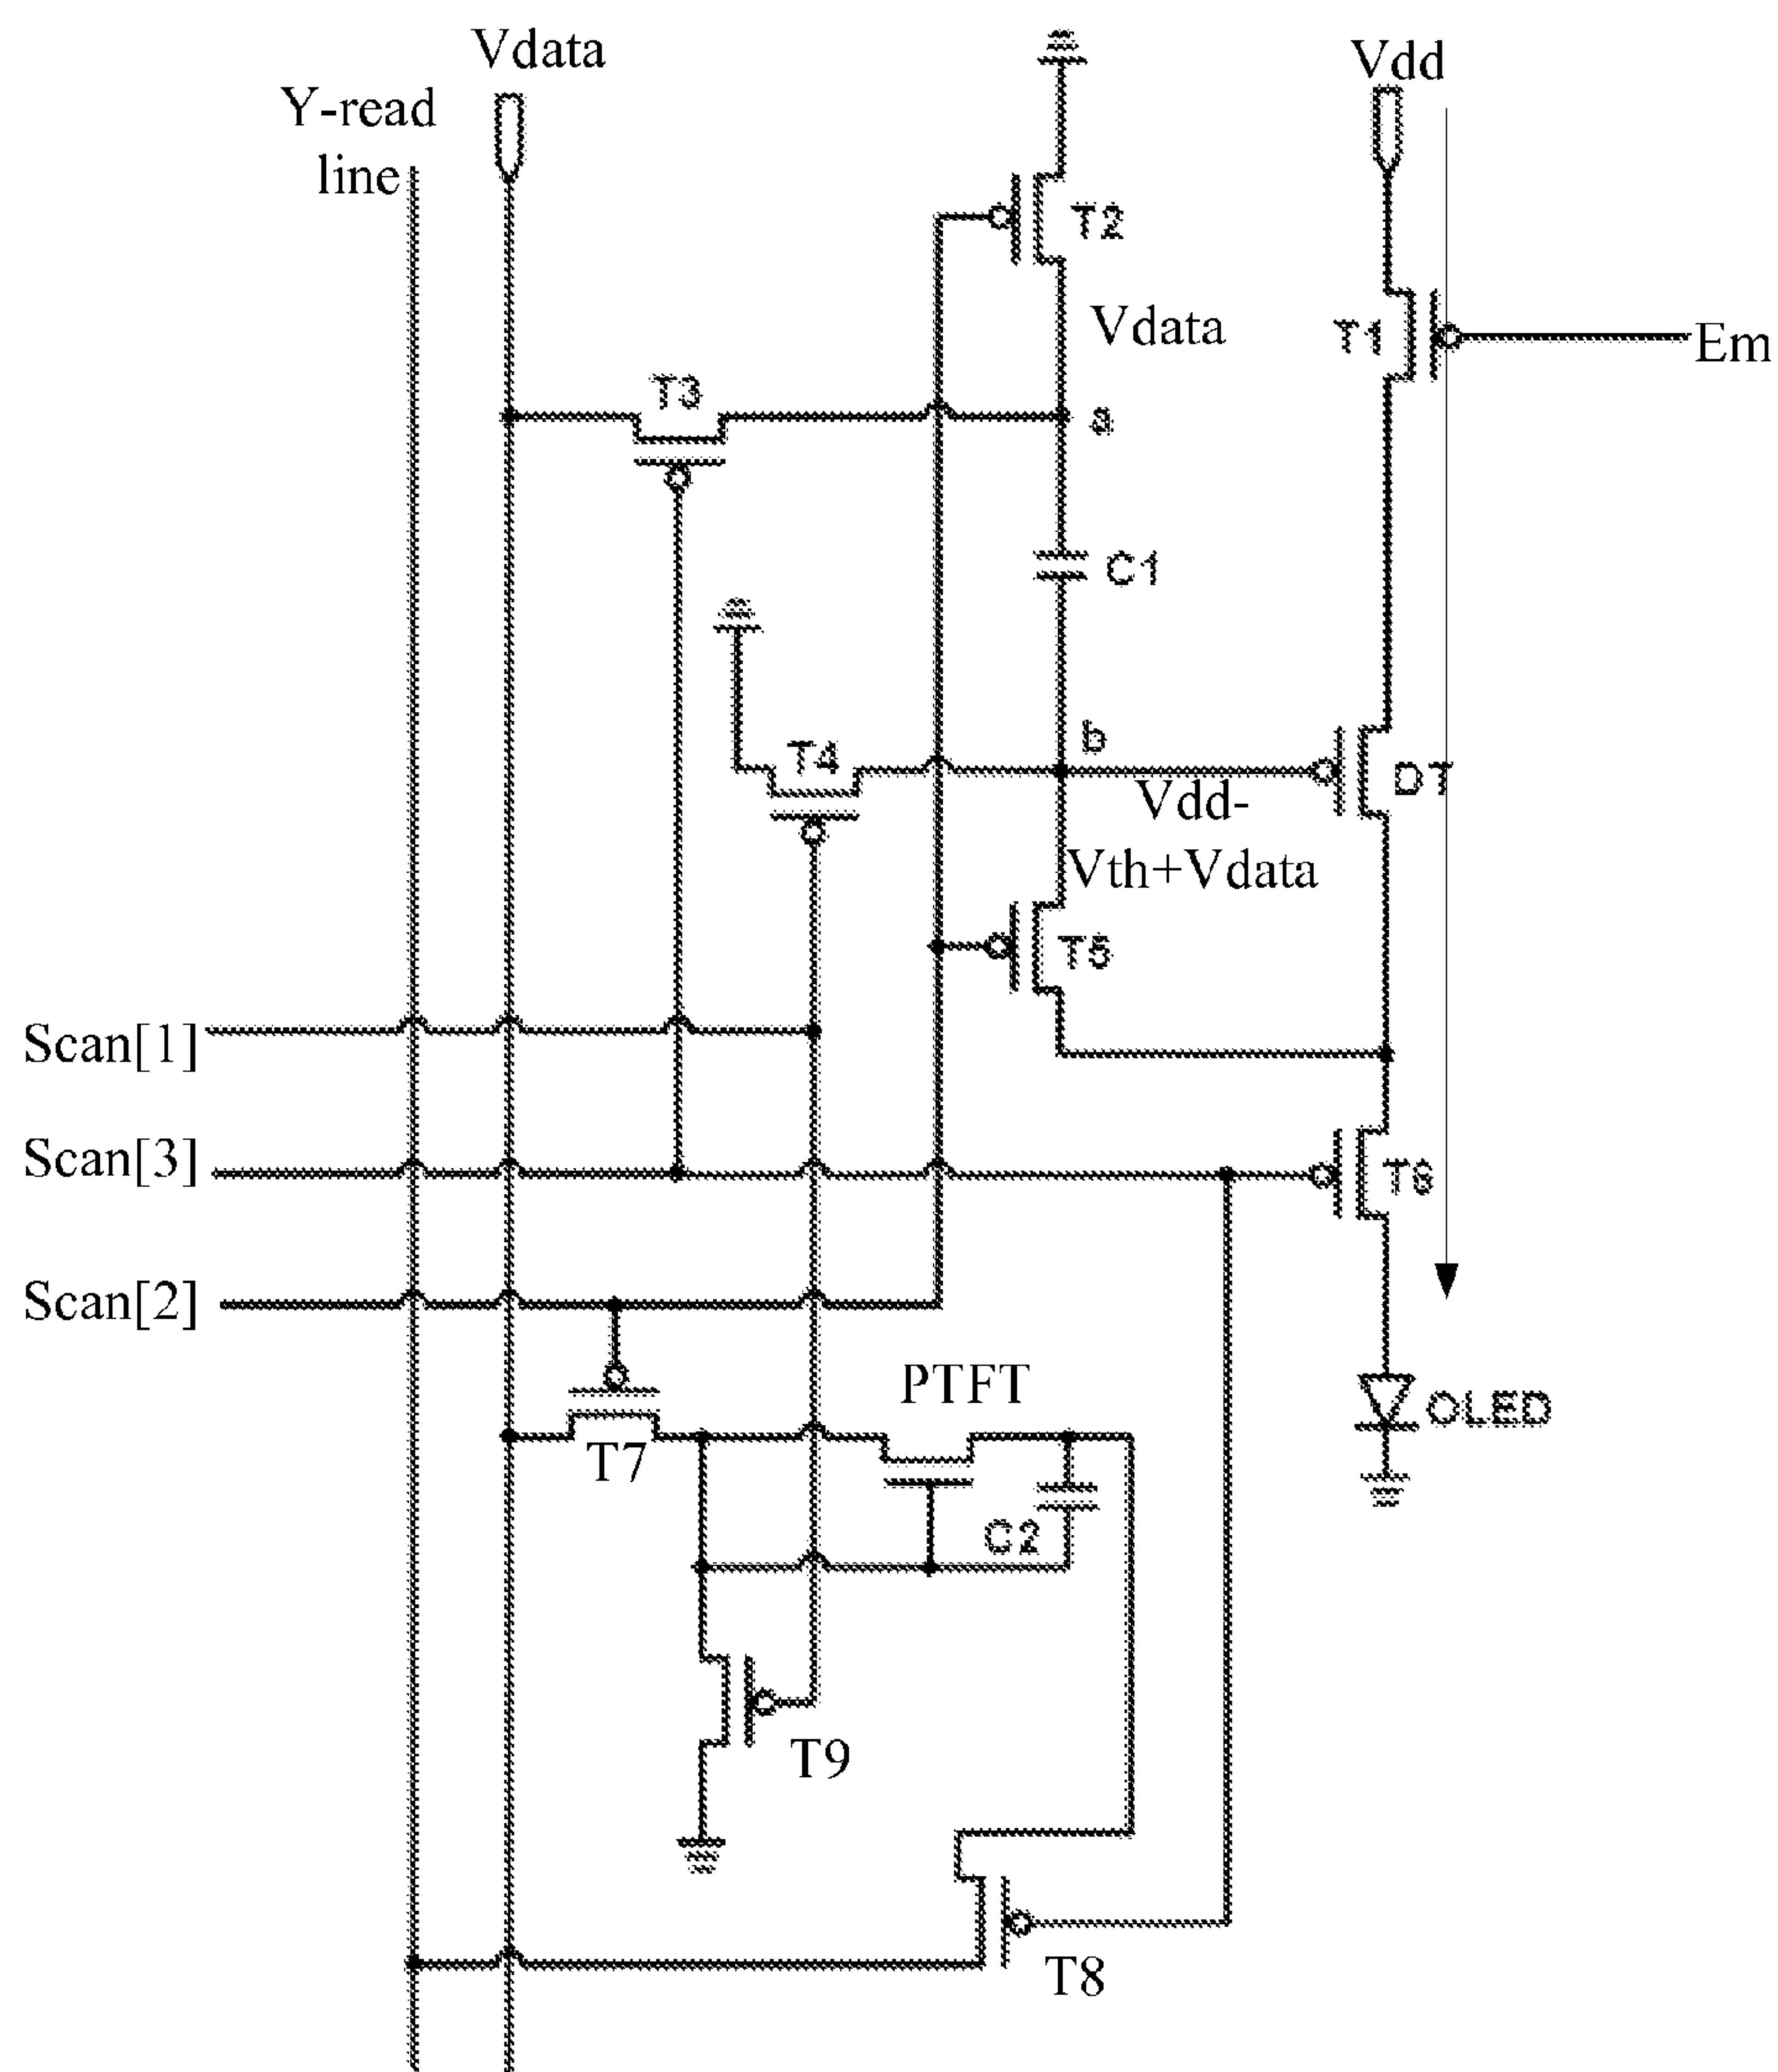 Vdata
Vdd
Y-read
line
T2
Vdata
T1
Em
T3
a
C1
b
T4
DT
Vdd-
Vth+Vdata
T5
Scan[1]
Scan[3]
T6
Scan[2]
PTFT
OLED
T7
C2
T9
T8